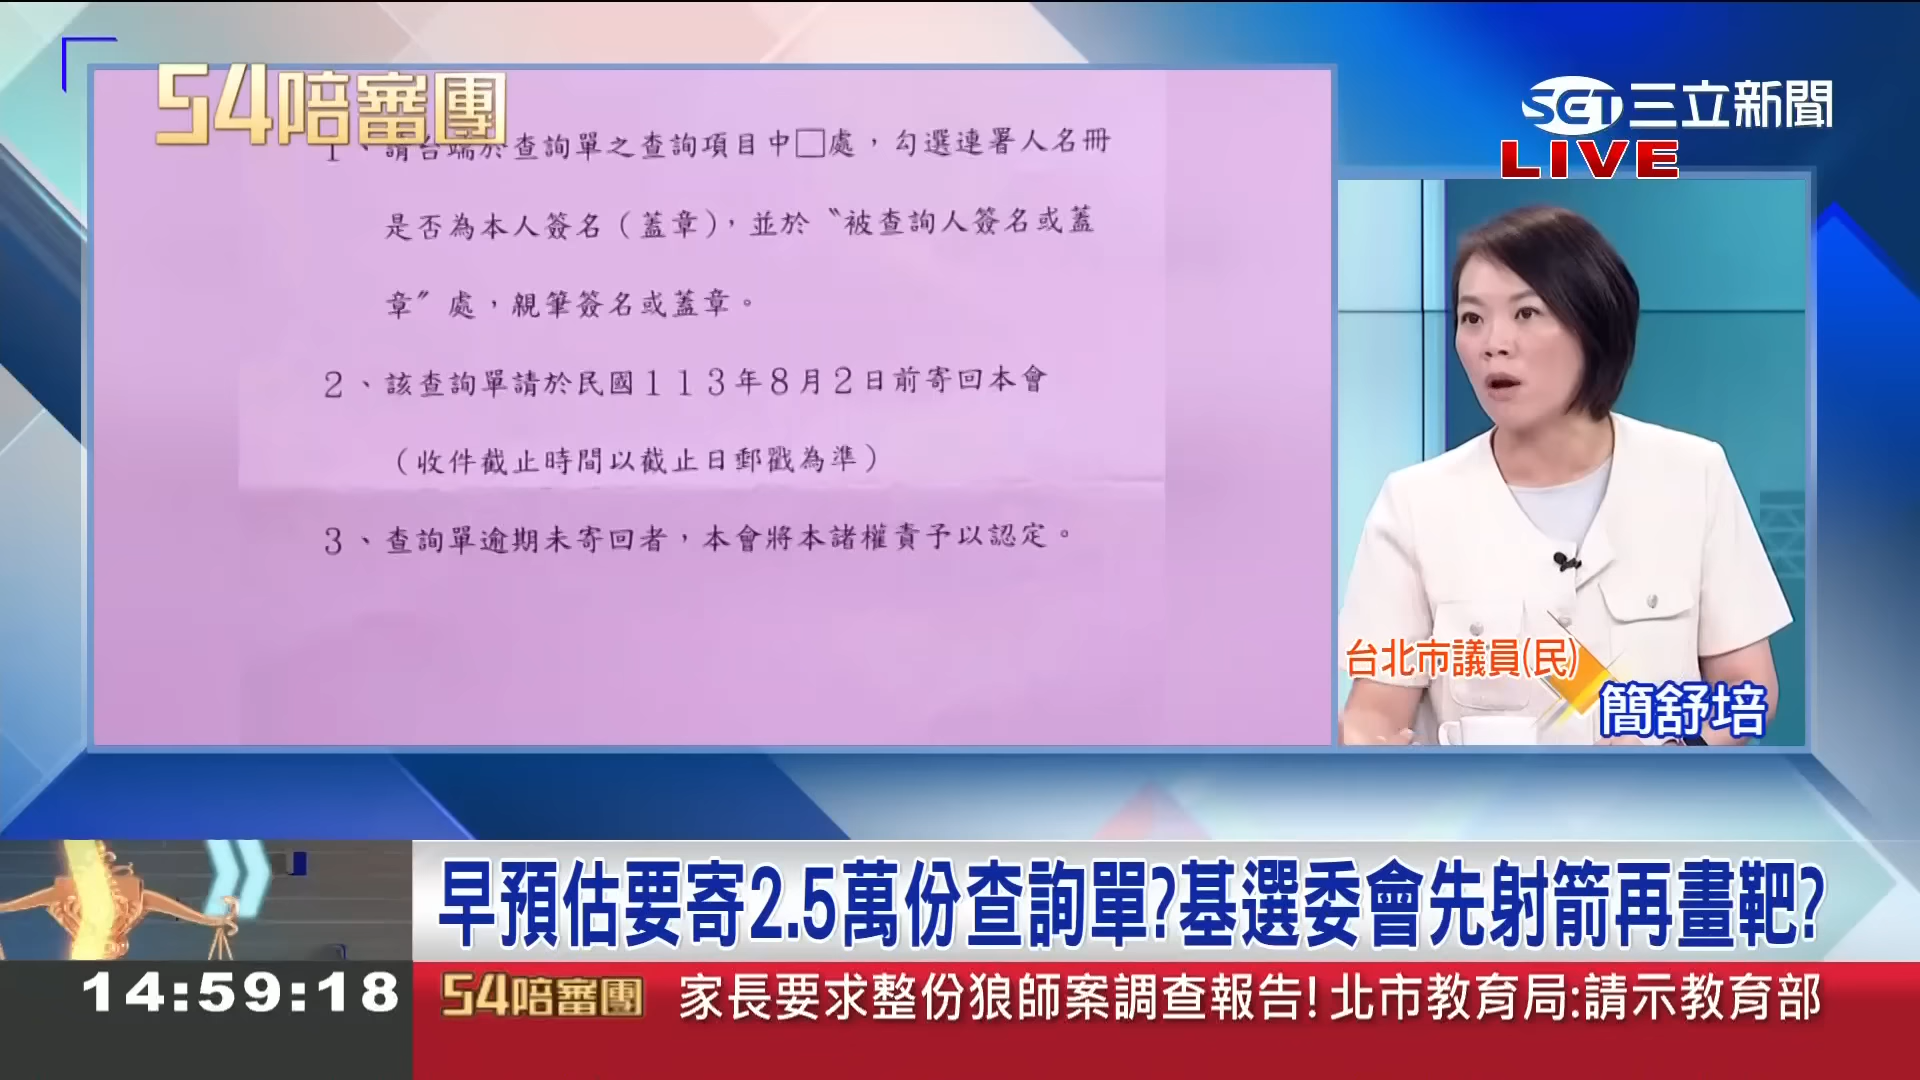 54陪審團
SET三立新聞
LIVE
1、請台端於查詢單之查詢項目中□處，勾選連署人名冊
是否為本人簽名（蓋章），並於〝被查詢人簽名或蓋
章〞處，親筆簽名或蓋章。
2、該查詢單請於民國113年8月2日前寄回本會
（收件截止時間以截止日郵戳為準）
3、查詢單逾期未寄回者，本會將本諸權責予以認定。
台北市議員(民)
簡舒培
早預估要寄2.5萬份查詢單?基選委會先射箭再畫靶?
14:59:18
54陪審團 家長要求整份狼師案調查報告!北市教育局:請示教育部